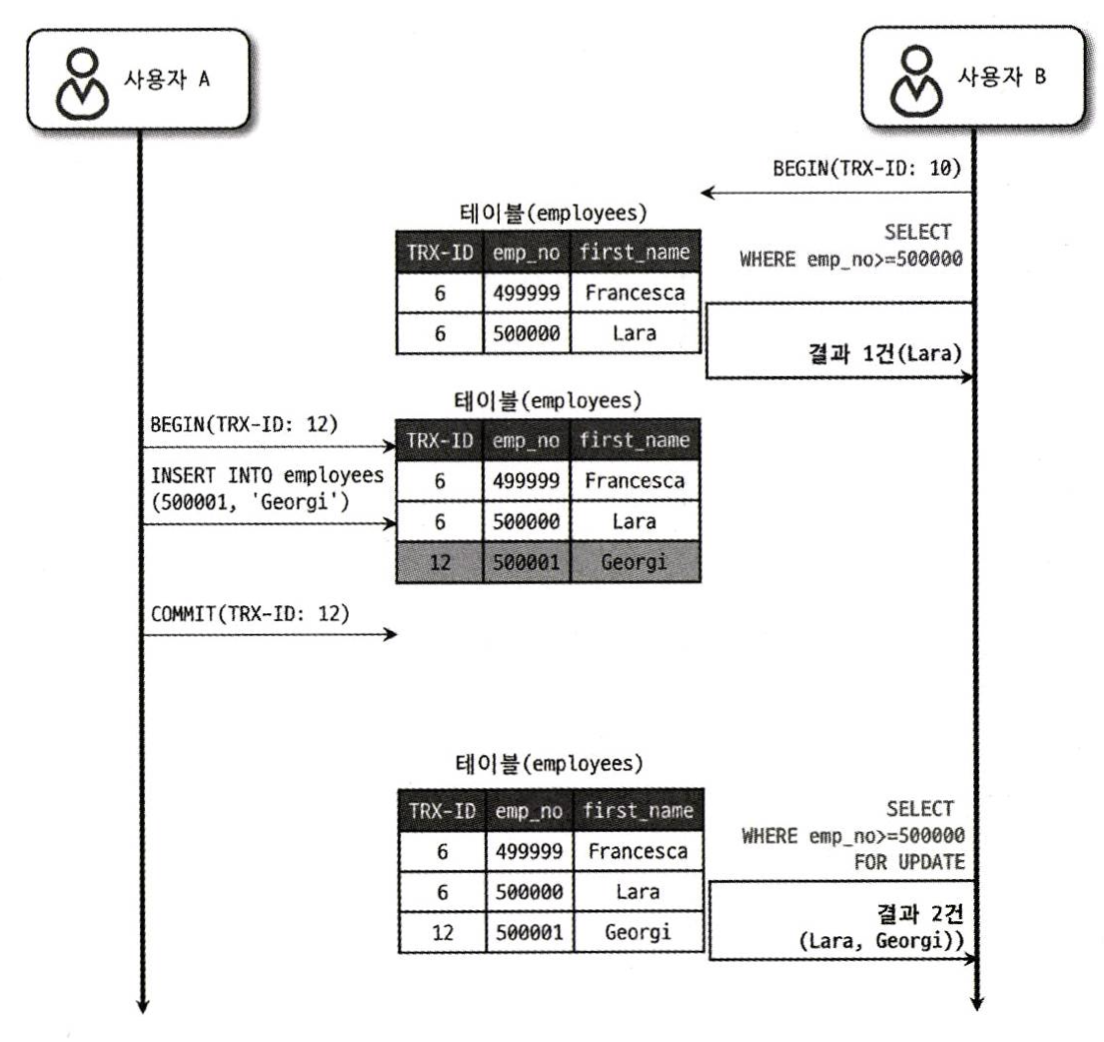 사용자 A
사용자 B
BEGIN(TRX-ID: 10)
테이블(employees)
SELECT
WHERE emp_no>=500000
TRX-ID emp_no first_name
6 499999 Francesca
6 500000 Lara
결과 1건(Lara)
테이블(employees)
BEGIN(TRX-ID: 12)
TRX-ID emp_no first_name
INSERT INTO employees
(500001, 'Georgi')
6 499999 Francesca
6 500000 Lara
12 500001 Georgi
COMMIT(TRX-ID: 12)
테이블(employees)
TRX-ID emp_no first_name
6 499999 Francesca
6 500000 Lara
12 500001 Georgi
SELECT
WHERE emp_no>=500000
FOR UPDATE
결과 2건
(Lara, Georgi))